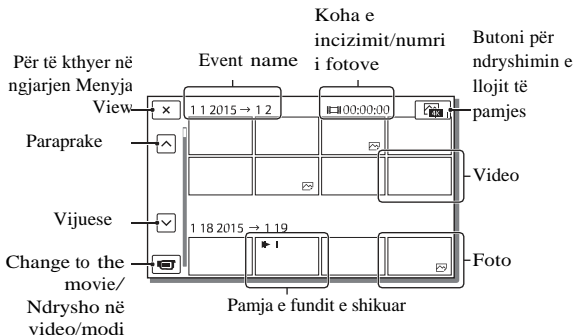 Për të kthyer në
ngjarjen Menyja
View
Event name
Koha e
incizimit/numri
i fotove
Butoni për
ndryshimin e
llojit të
pamjes
1 1 2015 → 1 2
00:00:00
4K
Paraprake
Video
Vijuese
1 18 2015 → 1 19
Change to the
movie/
Ndrysho në
video/modi
Foto
Pamja e fundit e shikuar